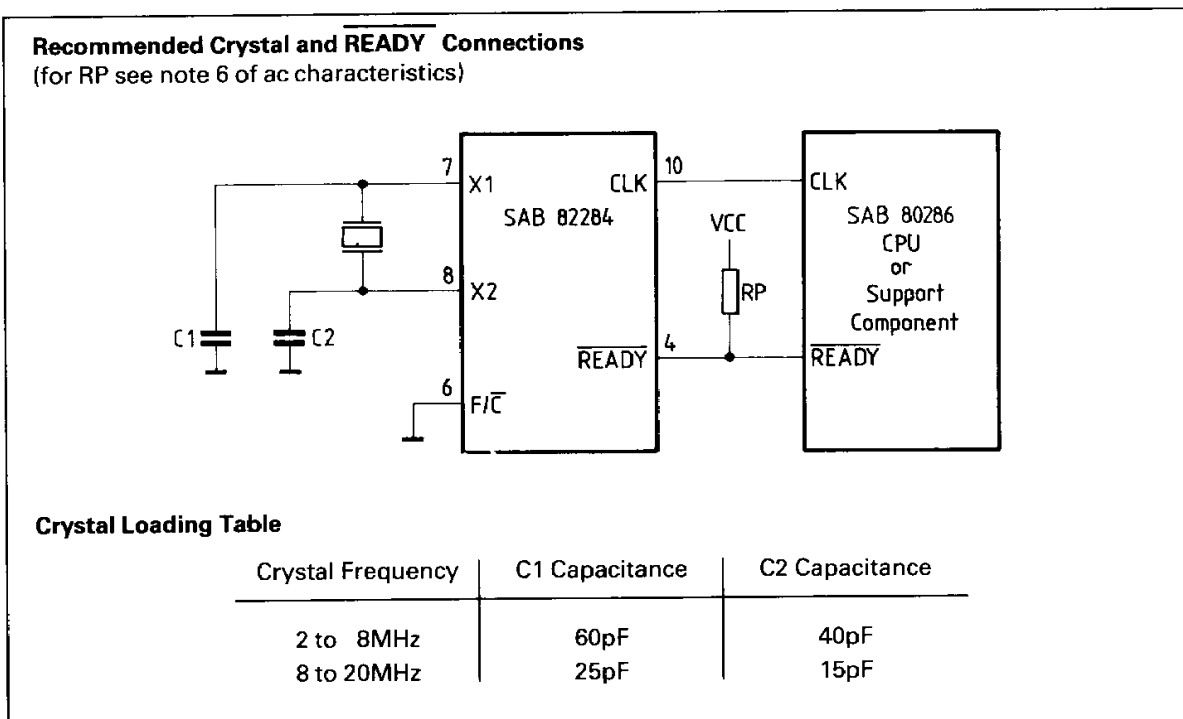 Recommended Crystal and READY Connections
(for RP see note 6 of ac characteristics)
7
X1
CLK
10
CLK
SAB 82284
SAB 80286
CPU
or
Support
Component
VCC
RP
8
X2
C1
C2
READY
4
READY
6
F/C
Crystal Loading Table
Crystal Frequency C1 Capacitance C2 Capacitance
2 to 8MHz 60pF 40pF
8 to 20MHz 25pF 15pF